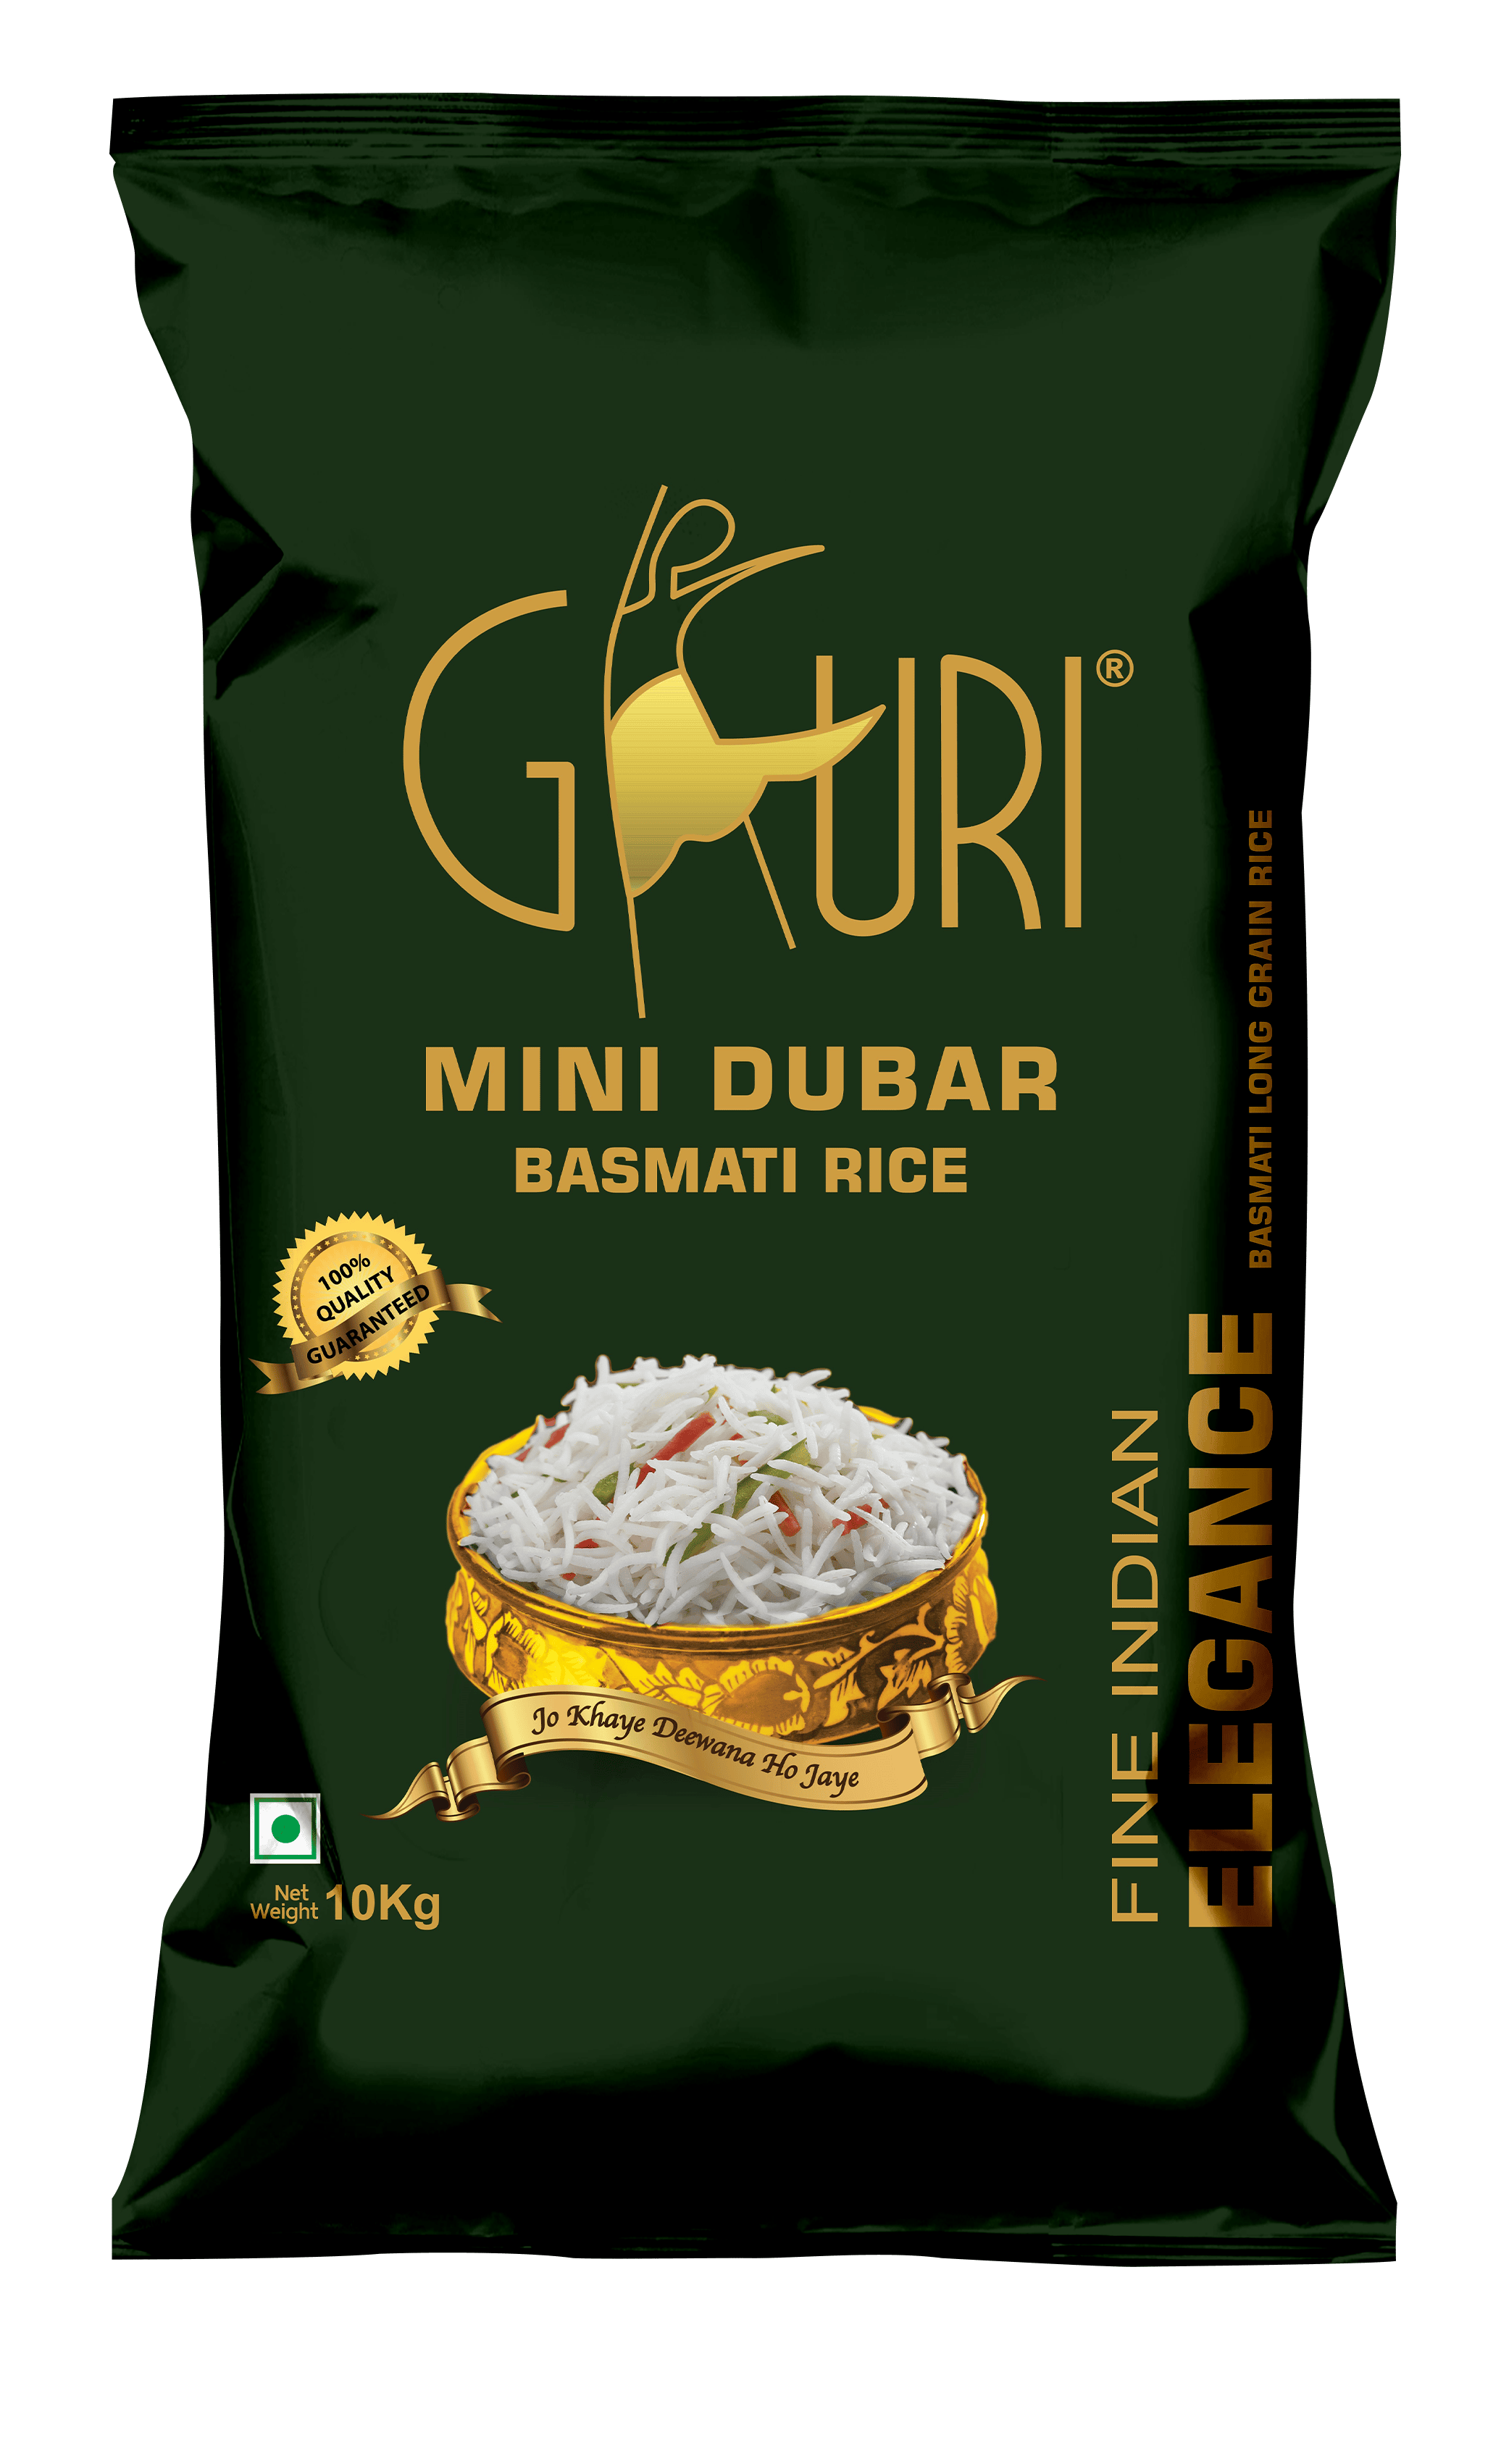 GAURI®
MINI DUBAR
BASMATI RICE
100%
QUALITY
GUARANTEED
Jo Khaye Deewana Ho Jaye
Net
Weight 10Kg
FINE INDIAN
ELEGANCE
BASMATI LONG GRAIN RICE